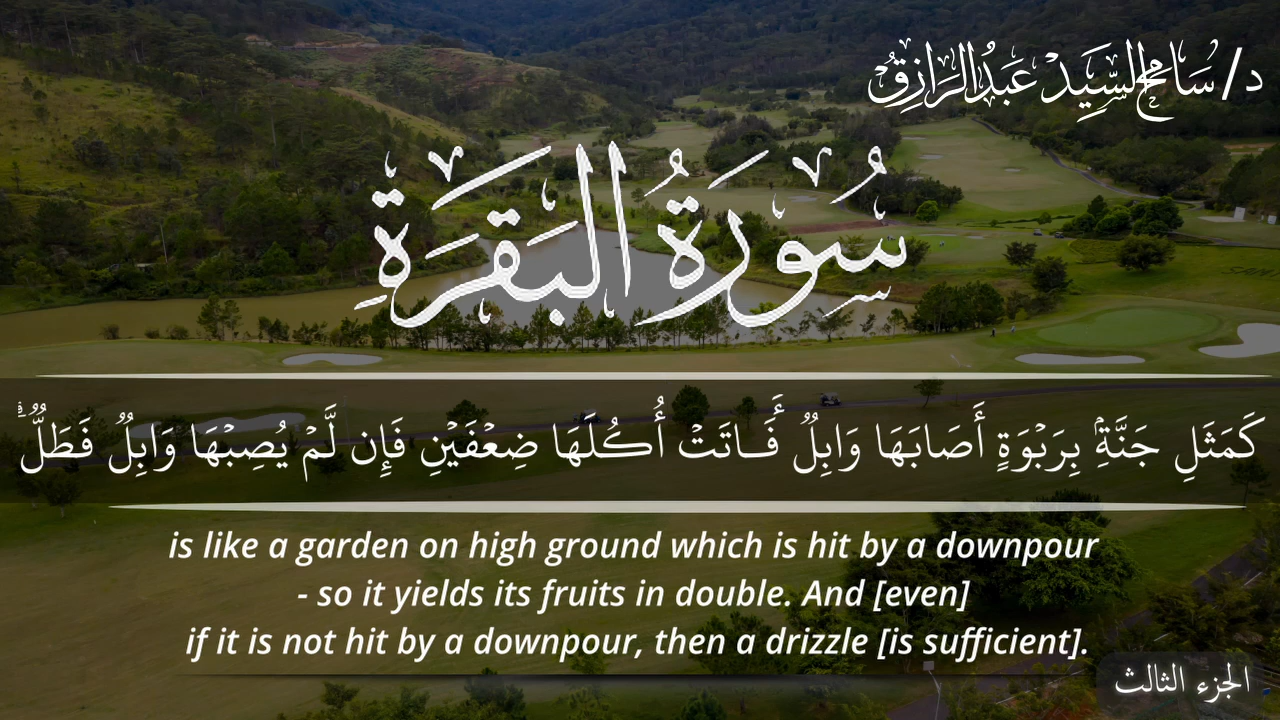 د/ سَامح السَّيِّد عَبْدُ الرَازِقُ
سُورَةُ البَقَرَةِ
كَمَثَلِ جَنَّةِۭ بِرَبۡوَةٍ أَصَابَهَا وَابِلٞ فَـَٔاتَتۡ أُكُلَهَا ضِعۡفَيۡنِ فَإِن لَّمۡ يُصِبۡهَا وَابِلٞ فَطَلّٞۗ
is like a garden on high ground which is hit by a downpour
- so it yields its fruits in double. And [even]
if it is not hit by a downpour, then a drizzle [is sufficient].
الجزء الثالث